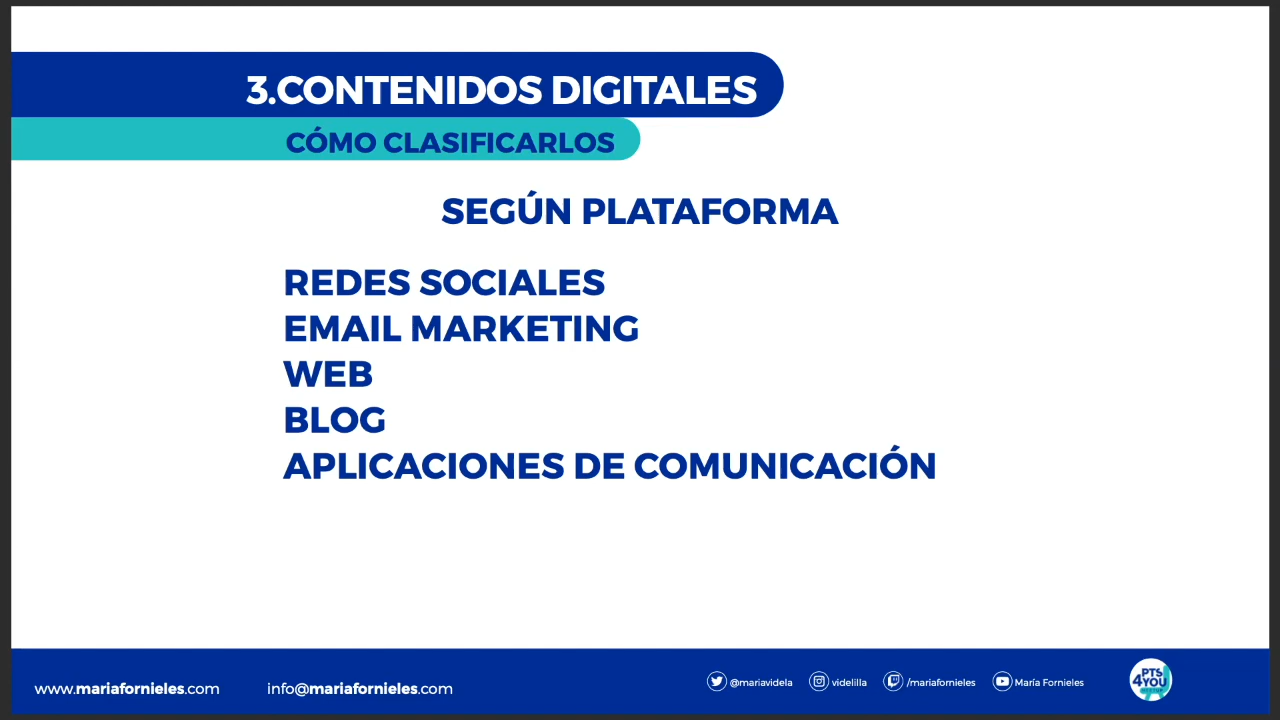 3.CONTENIDOS DIGITALES
CÓMO CLASIFICARLOS
SEGÚN PLATAFORMA
REDES SOCIALES
EMAIL MARKETING
WEB
BLOG
APLICACIONES DE COMUNICACIÓN
www.mariafornieles.com
info@mariafornieles.com
@mariavidela
videlilla
/mariafornieles
María Fornieles
PTS
4YOU